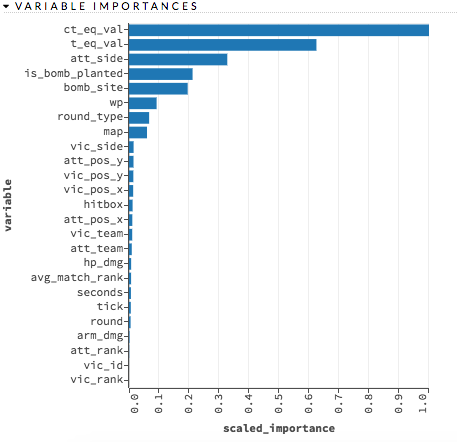 ▾ VARIABLE IMPORTANCES
ct_eq_val
t_eq_val
att_side
is_bomb_planted
bomb_site
wp
round_type
map
vic_side
att_pos_y
vic_pos_y
vic_pos_x
hitbox
att_pos_x
vic_team
att_team
hp_dmg
avg_match_rank
seconds
tick
round
arm_dmg
att_rank
vic_id
vic_rank
variable
0.0 0.1 0.2 0.3 0.4 0.5 0.6 0.7 0.8 0.9 1.0
scaled_importance